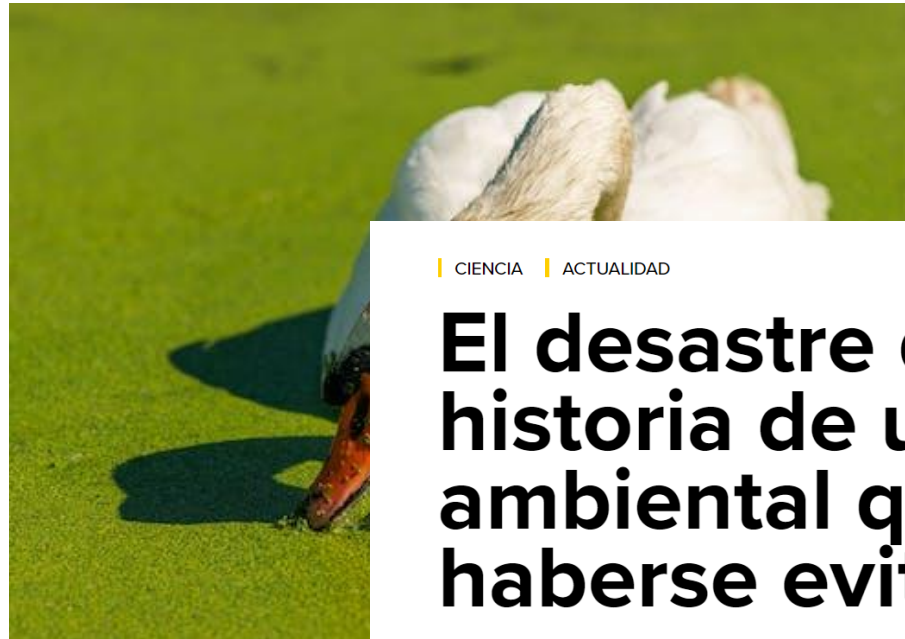 CIENCIA ACTUALIDAD
El desastre
historia de
ambiental
haberse